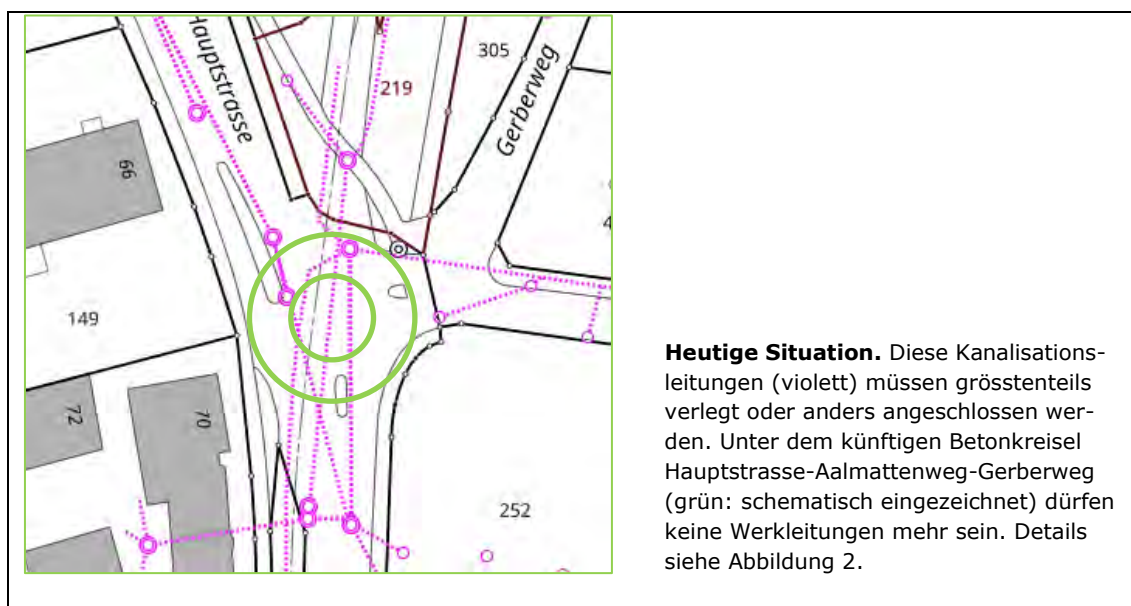 Hauptstrasse
305
Gerberweg
219
66
4
149
72
70
252
Heutige Situation. Diese Kanalisations-
leitungen (violett) müssen grösstenteils
verlegt oder anders angeschlossen wer-
den. Unter dem künftigen Betonkreisel
Hauptstrasse-Aalmattenweg-Gerberweg
(grün: schematisch eingezeichnet) dürfen
keine Werkleitungen mehr sein. Details
siehe Abbildung 2.